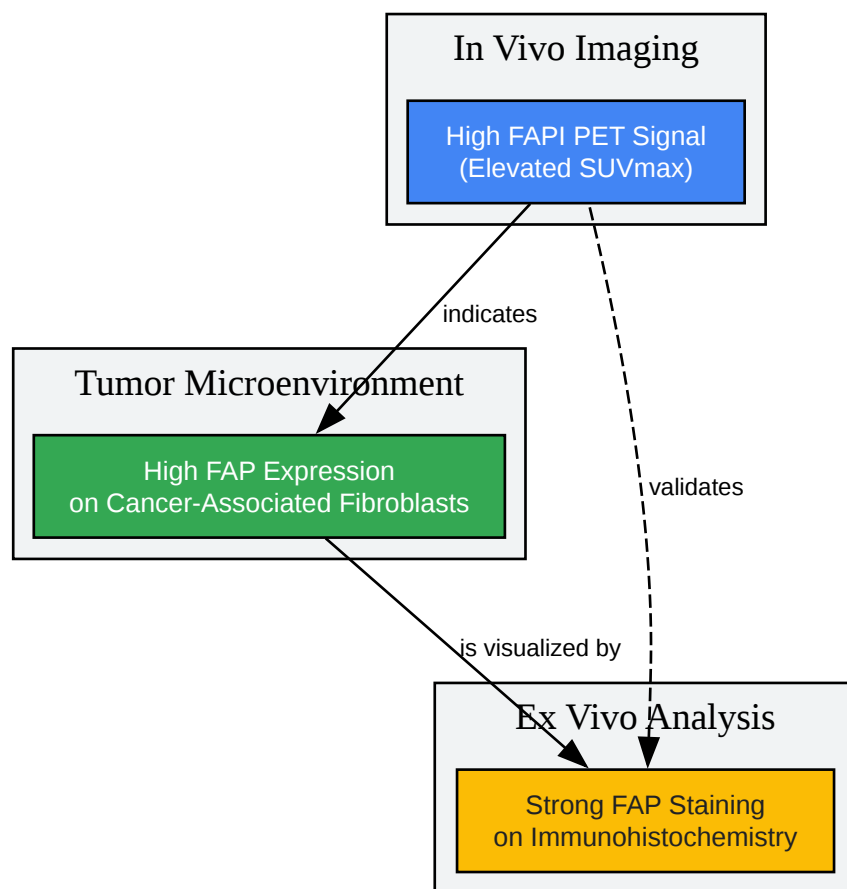 In Vivo Imaging
High FAPI PET Signal
(Elevated SUVmax)
indicates
Tumor Microenvironment
High FAP Expression
on Cancer-Associated Fibroblasts
validates
is visualized by
Ex Vivo Analysis
Strong FAP Staining
on Immunohistochemistry